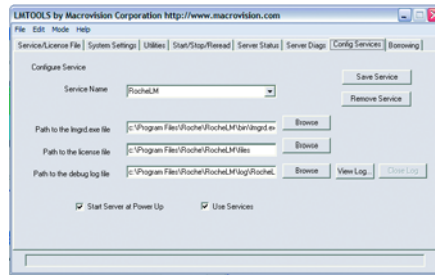 LMTOOLS by Macrovision Corporation http://www.macrovision.com
File Edit Mode Help
Service/License File System Settings Utilities Start/Stop/Reread Server Status Server Diags Config Services Borrowing
Configure Service
Save Service
Service Name RocheLM
Remove Service
Path to the lmgrd.exe file c:\Program Files\Roche\RocheLM\bin\lmgrd.ex Browse
Path to the license file c:\Program Files\Roche\RocheLM\files Browse
Path to the debug log file c:\Program Files\Roche\RocheLM\log\RocheL Browse View Log... Close Log
Start Server at Power Up Use Services